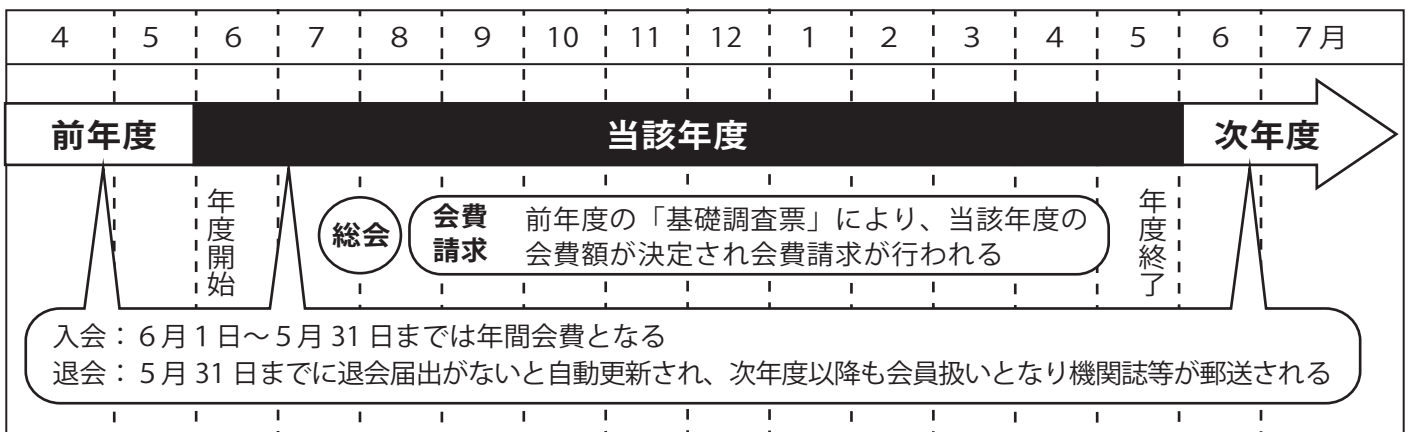 4 5 6 7 8 9 10 11 12 1 2 3 4 5 6 7月
前年度 当該年度 次年度
年度開始
総会
会費
請求
前年度の「基礎調査票」により、当該年度の
会費額が決定され会費請求が行われる
年度終了
入会：６月１日～５月 31 日までは年間会費となる
退会：５月 31 日までに退会届出がないと自動更新され、次年度以降も会員扱いとなり機関誌等が郵送される